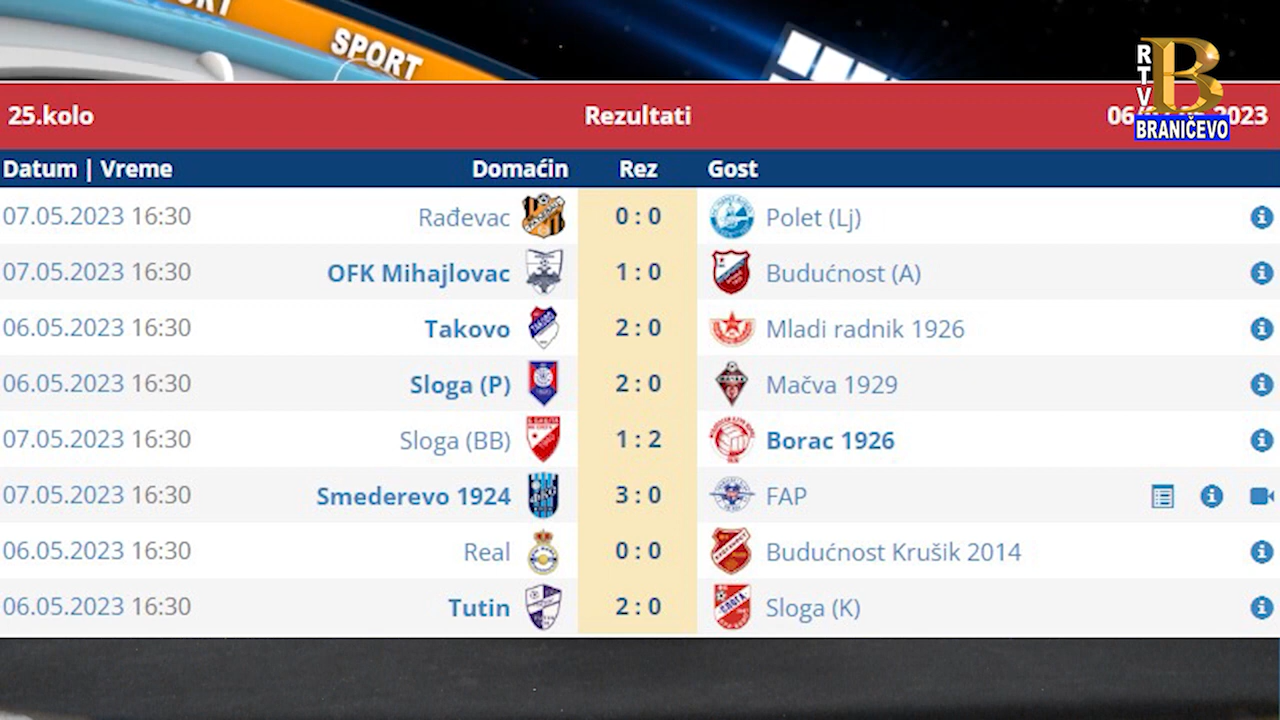 SPORT
RTV
B
BRANIČEVO
25.kolo Rezultati 2023
Datum | Vreme Domaćin Rez Gost
07.05.2023 16:30 Rađevac 0 : 0 Polet (Lj)
07.05.2023 16:30 OFK Mihajlovac 1 : 0 Budućnost (A)
06.05.2023 16:30 Takovo 2 : 0 Mladi radnik 1926
06.05.2023 16:30 Sloga (P) 2 : 0 Mačva 1929
07.05.2023 16:30 Sloga (BB) 1 : 2 Borac 1926
07.05.2023 16:30 Smederevo 1924 3 : 0 FAP
06.05.2023 16:30 Real 0 : 0 Budućnost Krušik 2014
06.05.2023 16:30 Tutin 2 : 0 Sloga (K)